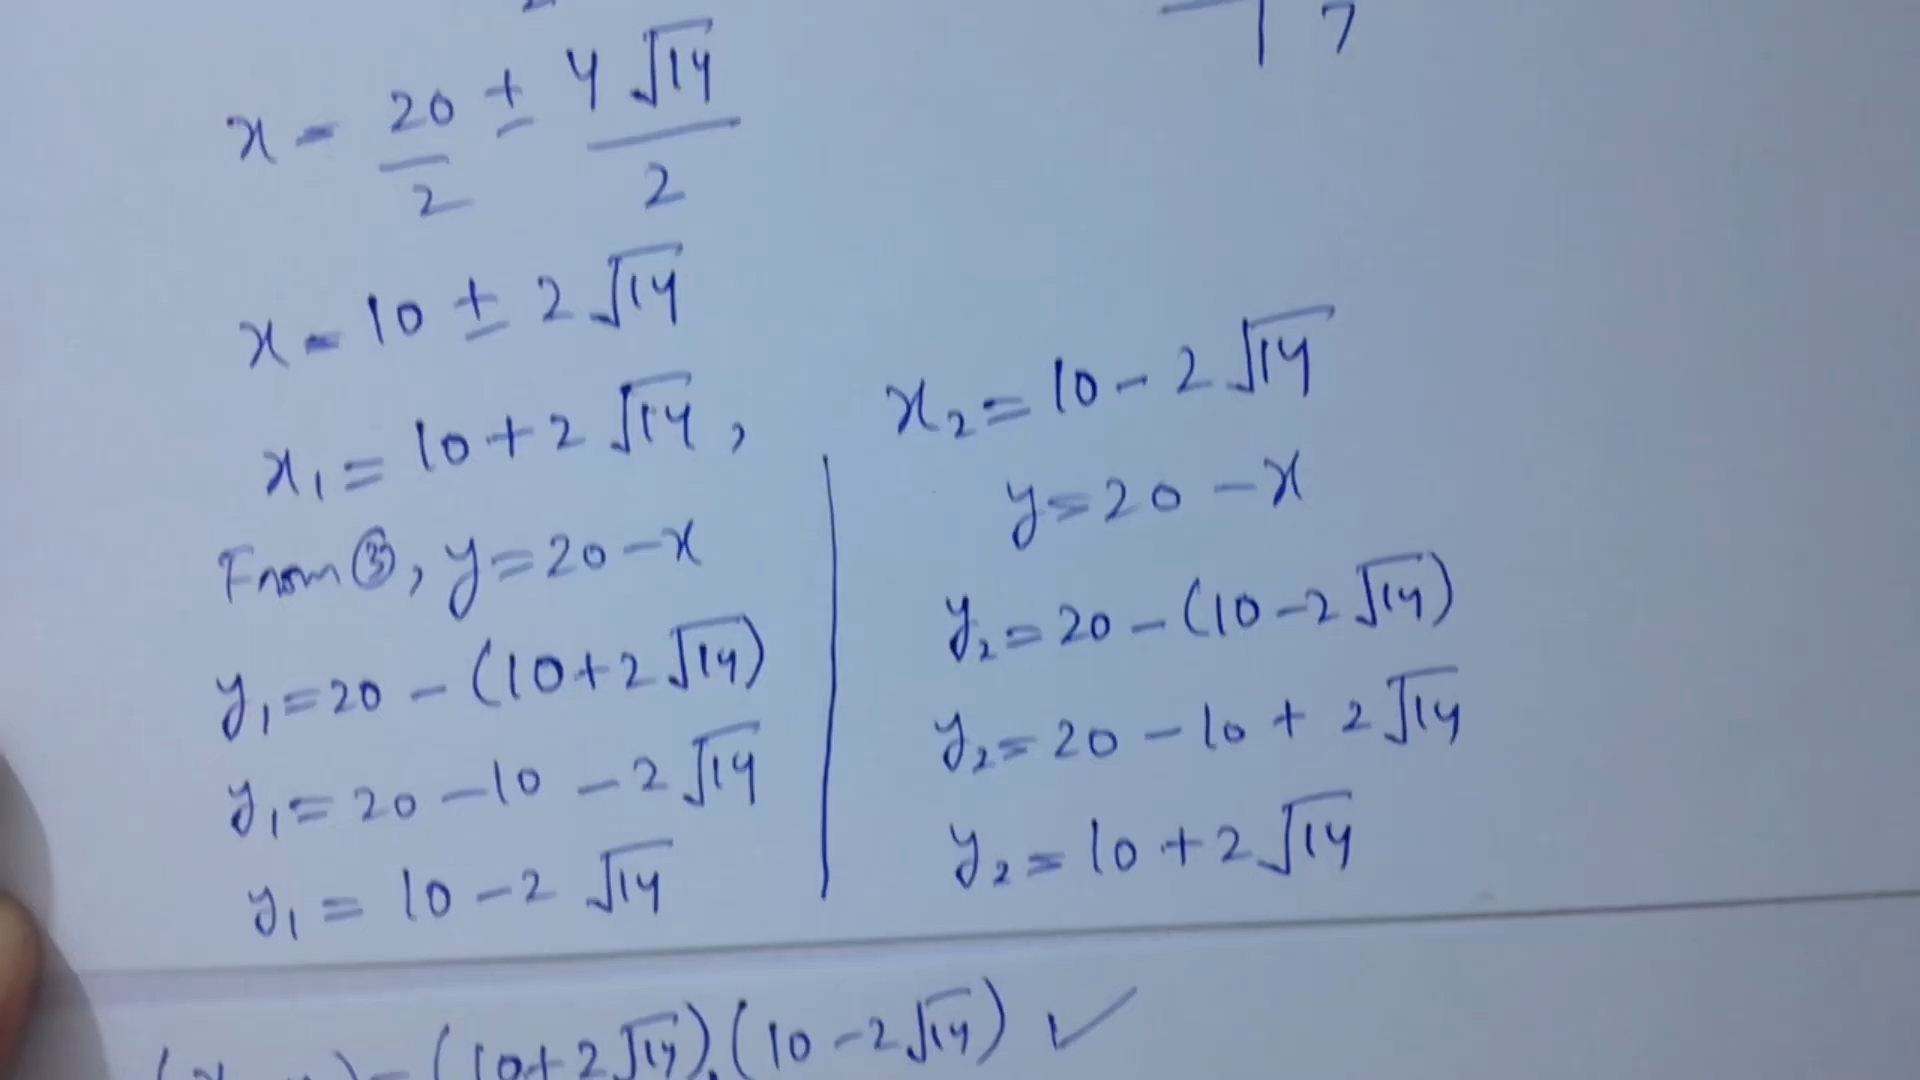 7
x = 20/2 ± 4√14/2
x = 10 ± 2√14
x₁ = 10 + 2√14,
From ③, y = 20 - x
y₁ = 20 - (10 + 2√14)
y₁ = 20 - 10 - 2√14
y₁ = 10 - 2√14
x₂ = 10 - 2√14
y = 20 - x
y₂ = 20 - (10 - 2√14)
y₂ = 20 - 10 + 2√14
y₂ = 10 + 2√14
) = (10 + 2√14), (10 - 2√14) ✓